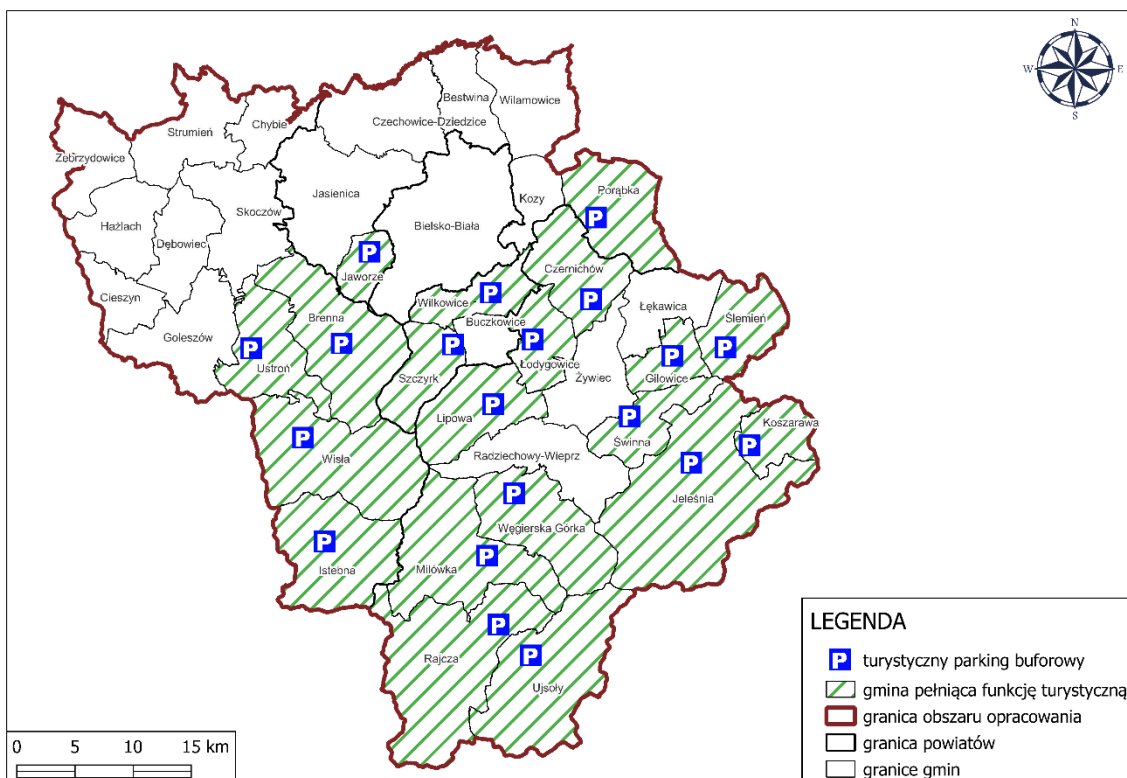 N
W
E
S
Bestwina
Wilamowice
Chybie
Strumień
Czechowice-Dziedzice
Zebrzydowice
Porąbka
Jasienica
Kozy
Skoczów
Hażlach
Bielsko-Biała
Dębowiec
P
P
Czernichów
Jaworze
Cieszyn
P
Wilkowice
P
Łękawica
Ślemień
Brenna
Buczkowice
Goleszów
P
P
P
P
P
P
P
Ustroń
Szczyrk
Łodygowice
Żywiec
Gilowice
P
Lipowa
P
Koszarawa
P
Świnna
P
Wisła
Radziechowy-Wieprz
P
Jeleśnia
P
Węgierska Górka
P
Istebna
P
Milówka
P
Rajcza
P
Ujsoły
LEGENDA
P turystyczny parking buforowy
gmina pełniąca funkcję turystyczną
granica obszaru opracowania
granica powiatów
granice gmin
0 5 10 15 km